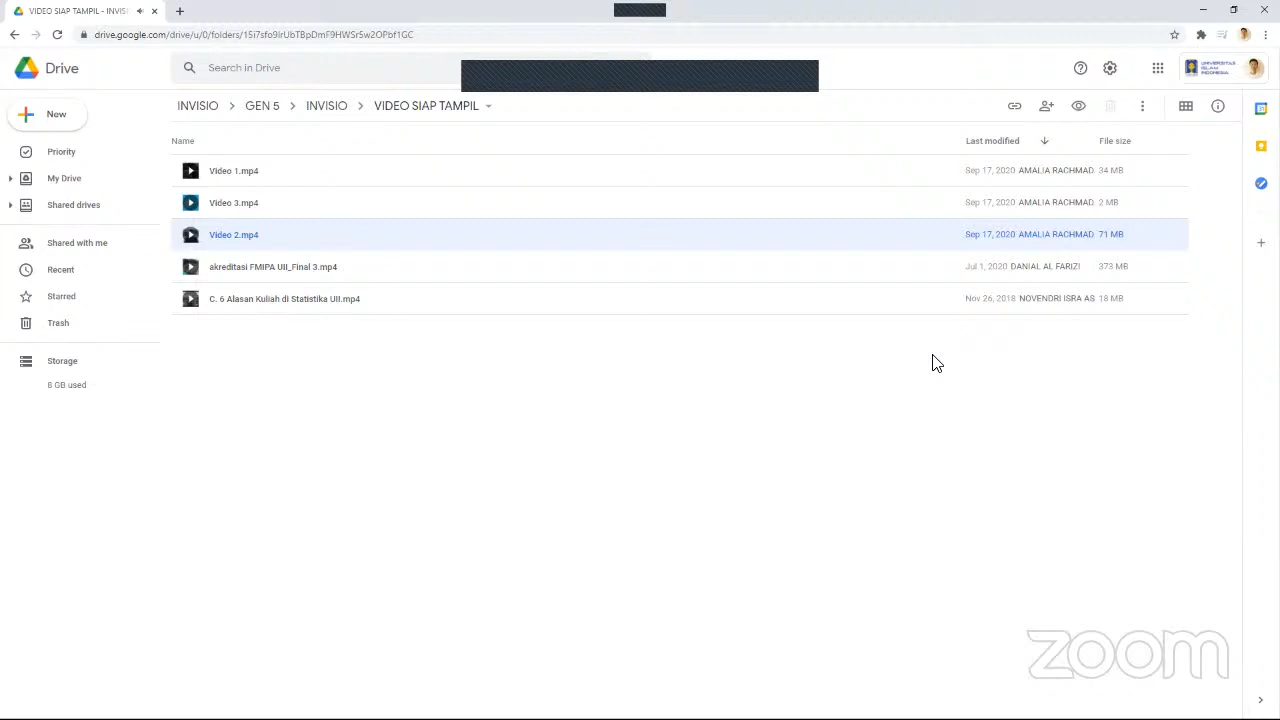 VIDEO SIAP TAMPIL - INVISI
drive.google.com/drive/u/0/folders/15i7sfo9IrUbTBpDmF9HWSr5w2OPbf1GC
Drive
Search in Drive
UNIVERSITAS ISLAM INDONESIA
New
INVISIO > GEN 5 > INVISIO > VIDEO SIAP TAMPIL
Name Last modified File size
Priority
My Drive
Shared drives
Shared with me
Recent
Starred
Trash
Storage
8 GB used
Video 1.mp4 Sep 17, 2020 AMALIA RACHMAD. 34 MB
Video 3.mp4 Sep 17, 2020 AMALIA RACHMAD. 2 MB
Video 2.mp4 Sep 17, 2020 AMALIA RACHMAD 71 MB
akreditasi FMIPA UII_Final 3.mp4 Jul 1, 2020 DANIAL AL FARIZI 373 MB
C. 6 Alasan Kuliah di Statistika UII.mp4 Nov 26, 2018 NOVENDRI ISRA AS 18 MB
zoom